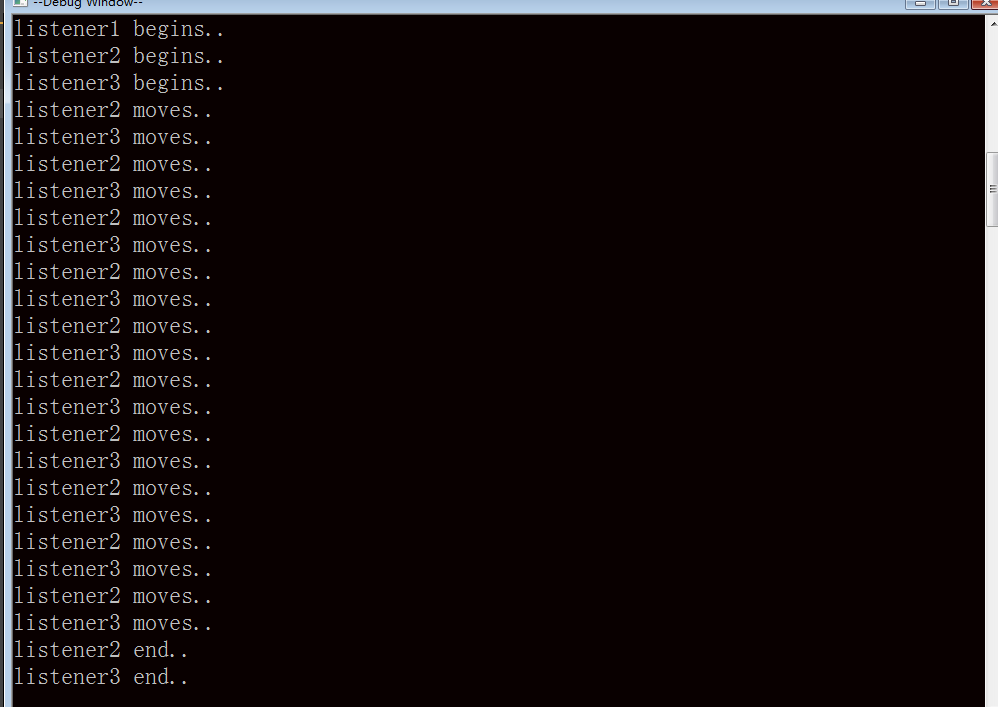 --Debug Window--
listener1 begins..
listener2 begins..
listener3 begins..
listener2 moves..
listener3 moves..
listener2 moves..
listener3 moves..
listener2 moves..
listener3 moves..
listener2 moves..
listener3 moves..
listener2 moves..
listener3 moves..
listener2 moves..
listener3 moves..
listener2 moves..
listener3 moves..
listener2 moves..
listener3 moves..
listener2 moves..
listener3 moves..
listener2 moves..
listener3 moves..
listener2 end..
listener3 end..